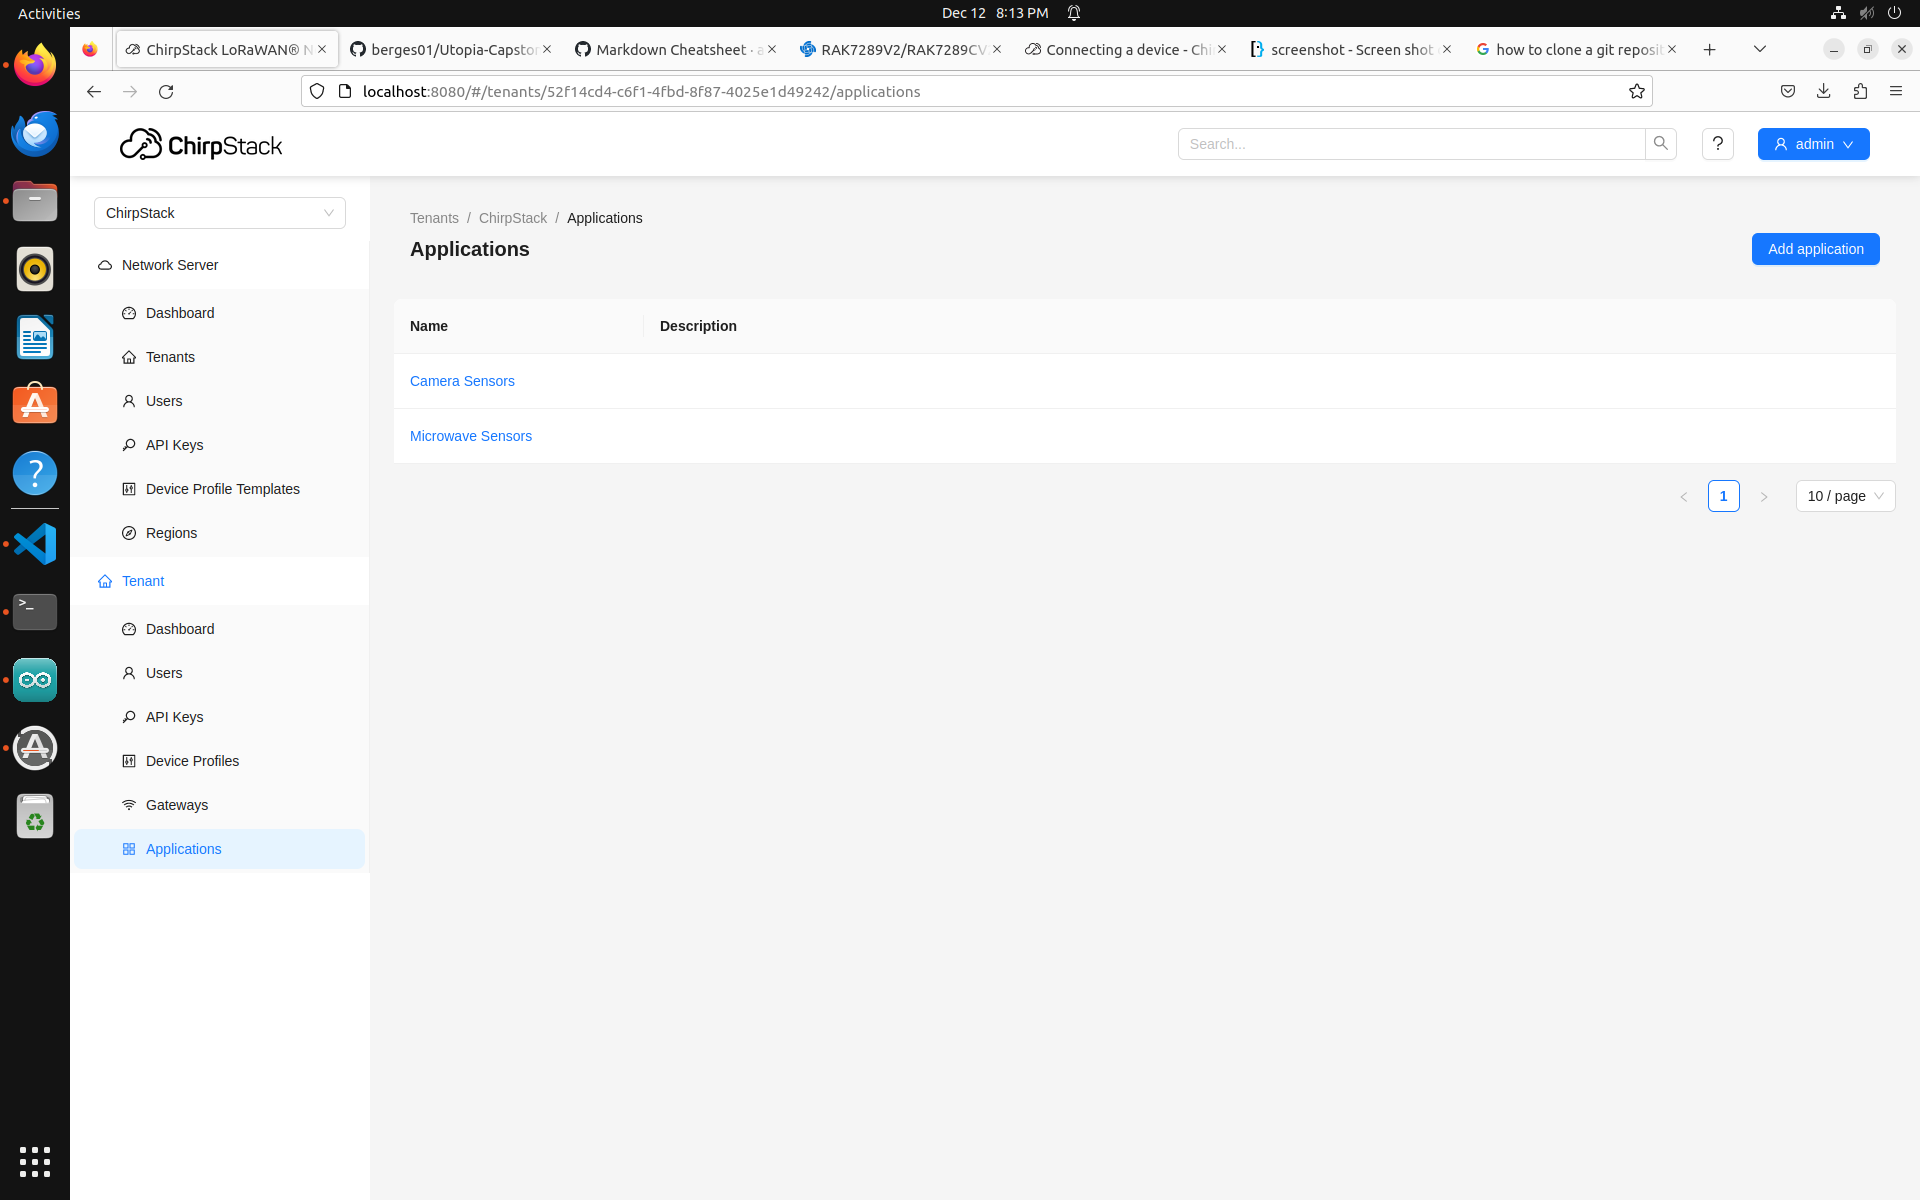 Activities
Dec 12 8:13 PM
ChirpStack LoRaWAN® N
berges01/Utopia-Capsto
Markdown Cheatsheet · a
RAK7289V2/RAK7289CV
Connecting a device - Chi
screenshot - Screen shot
how to clone a git reposit
localhost:8080/#/tenants/52f14cd4-c6f1-4fbd-8f87-4025e1d49242/applications
ChirpStack
Search...
?
admin
ChirpStack
Network Server
Dashboard
Tenants
Users
API Keys
Device Profile Templates
Regions
Tenant
Dashboard
Users
API Keys
Device Profiles
Gateways
Applications
Tenants / ChirpStack / Applications
Applications
Add application
Name Description
Camera Sensors
Microwave Sensors
< 1 > 10 / page